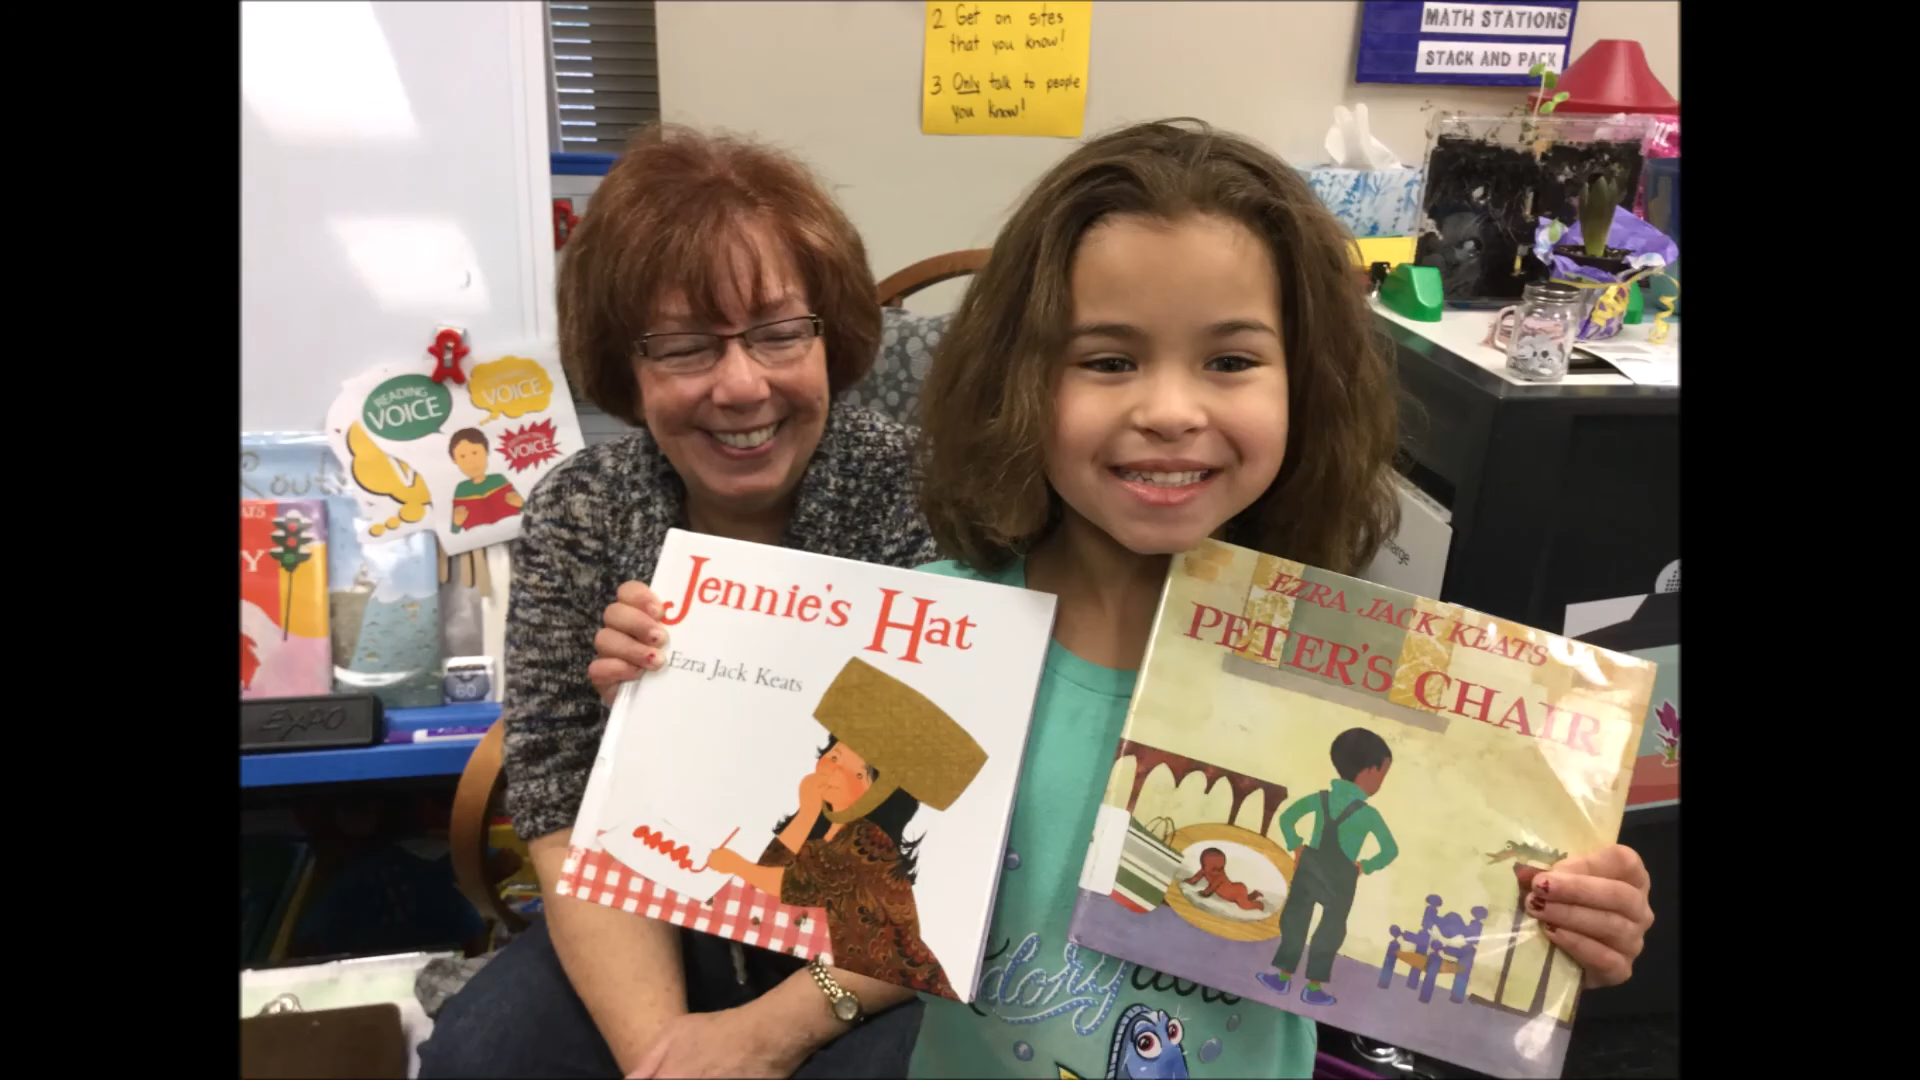 2 Get on sites
that you know!
3 Only talk to people
you know!
MATH STATIONS
STACK AND PACK
READING
VOICE
VOICE
VOICE
EXPO
60
Jennie's Hat
Ezra Jack Keats
EZRA JACK KEATS
PETER'S CHAIR